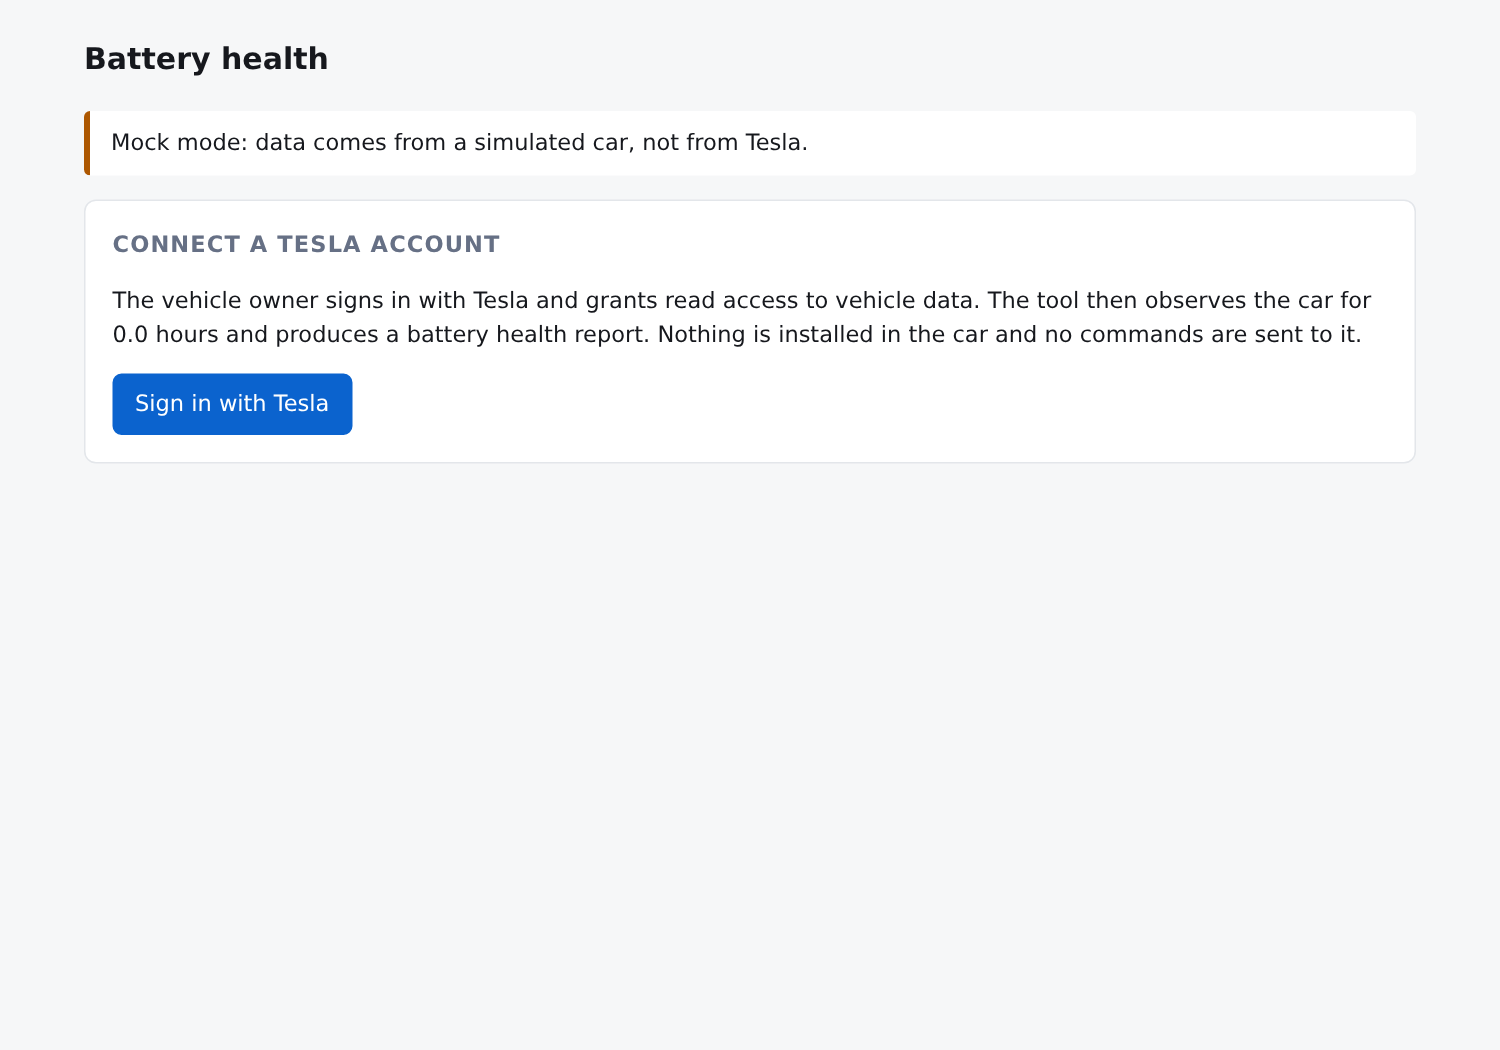 Battery health
Mock mode: data comes from a simulated car, not from Tesla.
CONNECT A TESLA ACCOUNT
The vehicle owner signs in with Tesla and grants read access to vehicle data. The tool then observes the car for
0.0 hours and produces a battery health report. Nothing is installed in the car and no commands are sent to it.
Sign in with Tesla